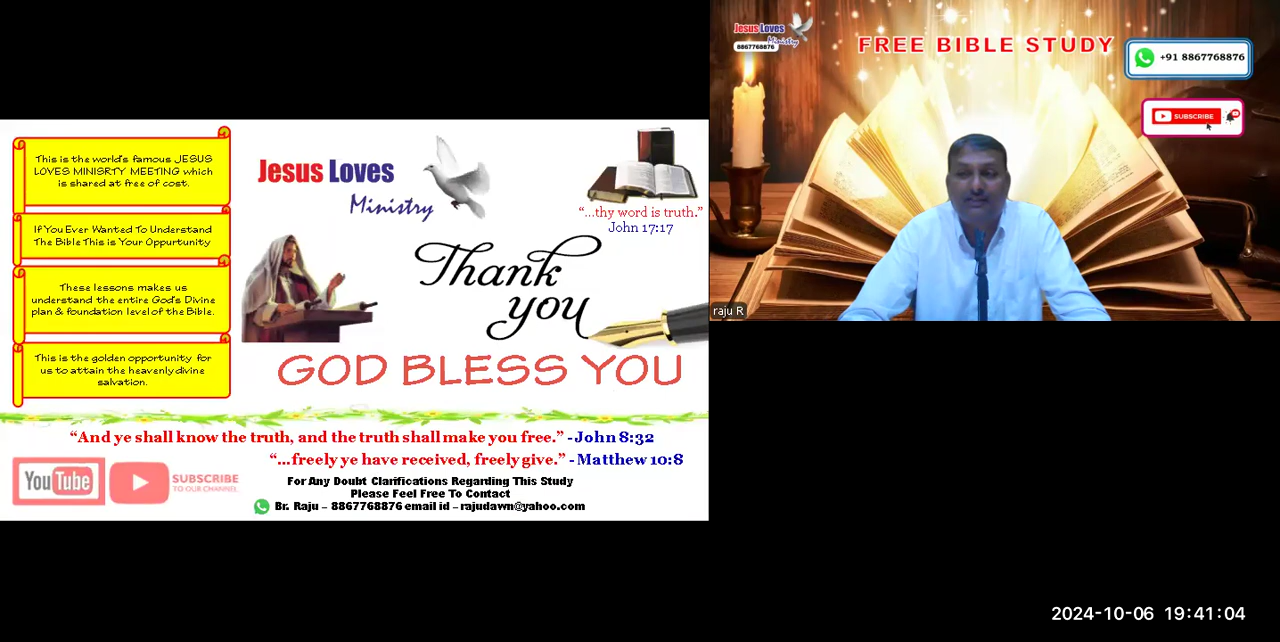 This is the world's famous JESUS
LOVES MINISRTY MEETING which
is shared at free of cost.
If You Ever Wanted To Understand
The Bible This is Your Oppurtunity
These lessons makes us
understand the entire God's Divine
plan & foundation level of the Bible.
This is the golden opportunity for
us to attain the heavenly divine
salvation.
Jesus Loves
Ministry
"...thy word is truth."
John 17:17
Thank
you
GOD BLESS YOU
"And ye shall know the truth, and the truth shall make you free." -John 8:32
"...freely ye have received, freely give." - Matthew 10:8
YouTube
SUBSCRIBE
TO OUR CHANNEL
For Any Doubt Clarifications Regarding This Study
Please Feel Free To Contact
Br. Raju – 8867768876 email id – rajudawn@yahoo.com
Jesus Loves
Ministry
8867768876
FREE BIBLE STUDY
+91 8867768876
SUBSCRIBE
raju R
2024-10-06 19:41:04